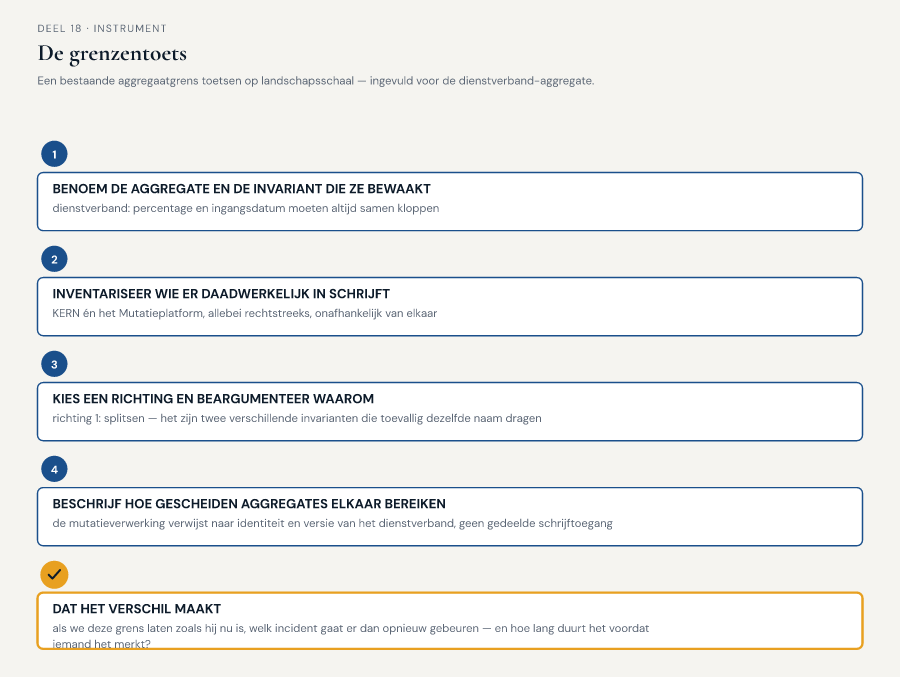 DEEL 18 · INSTRUMENT
De grenzentoets
Een bestaande aggregaatgrens toetsen op landschapsschaal — ingevuld voor de dienstverband-aggregate.
1
BENOEM DE AGGREGATE EN DE INVARIANT DIE ZE BEWAAKT
dienstverband: percentage en ingangsdatum moeten altijd samen kloppen
2
INVENTARISEER WIE ER DAADWERKELIJK IN SCHRIJFT
KERN én het Mutatieplatform, allebei rechtstreeks, onafhankelijk van elkaar
3
KIES EEN RICHTING EN BEARGUMENTEER WAAROM
richting 1: splitsen — het zijn twee verschillende invarianten die toevallig dezelfde naam dragen
4
BESCHRIJF HOE GESCHEIDEN AGGREGATES ELKAAR BEREIKEN
de mutatieverwerking verwijst naar identiteit en versie van het dienstverband, geen gedeelde schrijftoegang
DAT HET VERSCHIL MAAKT
als we deze grens laten zoals hij nu is, welk incident gaat er dan opnieuw gebeuren — en hoe lang duurt het voordat
iemand het merkt?